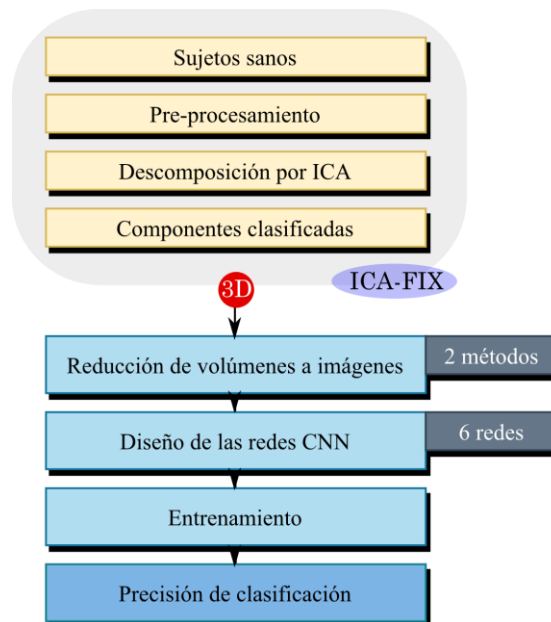 Sujetos sanos
Pre-procesamiento
Descomposición por ICA
Componentes clasificadas
ICA-FIX
3D
Reducción de volúmenes a imágenes
2 métodos
Diseño de las redes CNN
6 redes
Entrenamiento
Precisión de clasificación